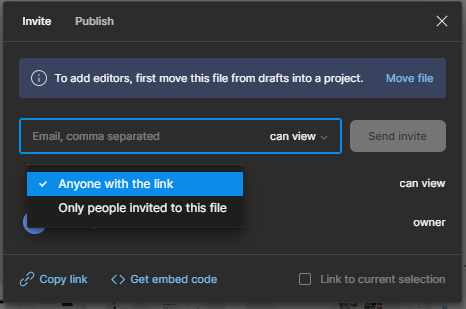 Invite
Publish
To add editors, first move this file from drafts into a project.
Move file
Email, comma separated
can view
Send invite
Anyone with the link
can view
Only people invited to this file
owner
Copy link
Get embed code
Link to current selection